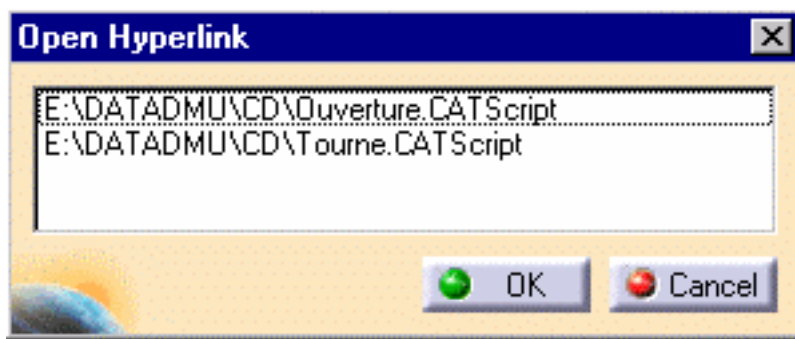 Open Hyperlink
E:\DATADMU\CD\Ouverture.CATScript
E:\DATADMU\CD\Tourne.CATScript
OK
Cancel